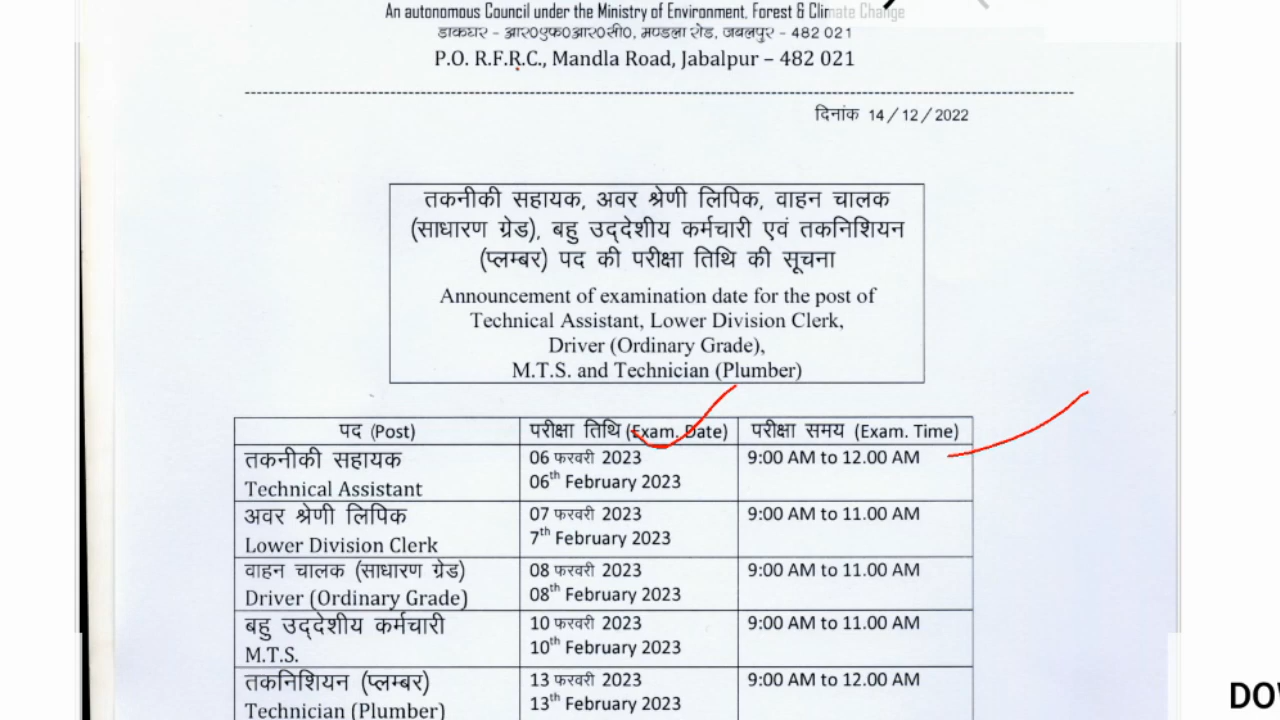 An autonomous Council under the Ministry of Environment, Forest & Climate Change
डाकघर - आर०एफ०आर०सी०, मण्डला रोड, जबलपुर - 482 021
P.O. R.F.R.C., Mandla Road, Jabalpur – 482 021
दिनांक 14/12/2022
तकनीकी सहायक, अवर श्रेणी लिपिक, वाहन चालक
(साधारण ग्रेड), बहु उद्देशीय कर्मचारी एवं तकनिशियन
(प्लम्बर) पद की परीक्षा तिथि की सूचना
Announcement of examination date for the post of
Technical Assistant, Lower Division Clerk,
Driver (Ordinary Grade),
M.T.S. and Technician (Plumber)
पद (Post) परीक्षा तिथि (Exam. Date) परीक्षा समय (Exam. Time)
तकनीकी सहायक 06 फरवरी 2023 9:00 AM to 12.00 AM
Technical Assistant 06th February 2023
अवर श्रेणी लिपिक 07 फरवरी 2023 9:00 AM to 11.00 AM
Lower Division Clerk 7th February 2023
वाहन चालक (साधारण ग्रेड) 08 फरवरी 2023 9:00 AM to 11.00 AM
Driver (Ordinary Grade) 08th February 2023
बहु उद्देशीय कर्मचारी 10 फरवरी 2023 9:00 AM to 11.00 AM
M.T.S. 10th February 2023
तकनिशियन (प्लम्बर) 13 फरवरी 2023 9:00 AM to 12.00 AM
Technician (Plumber) 13th February 2023